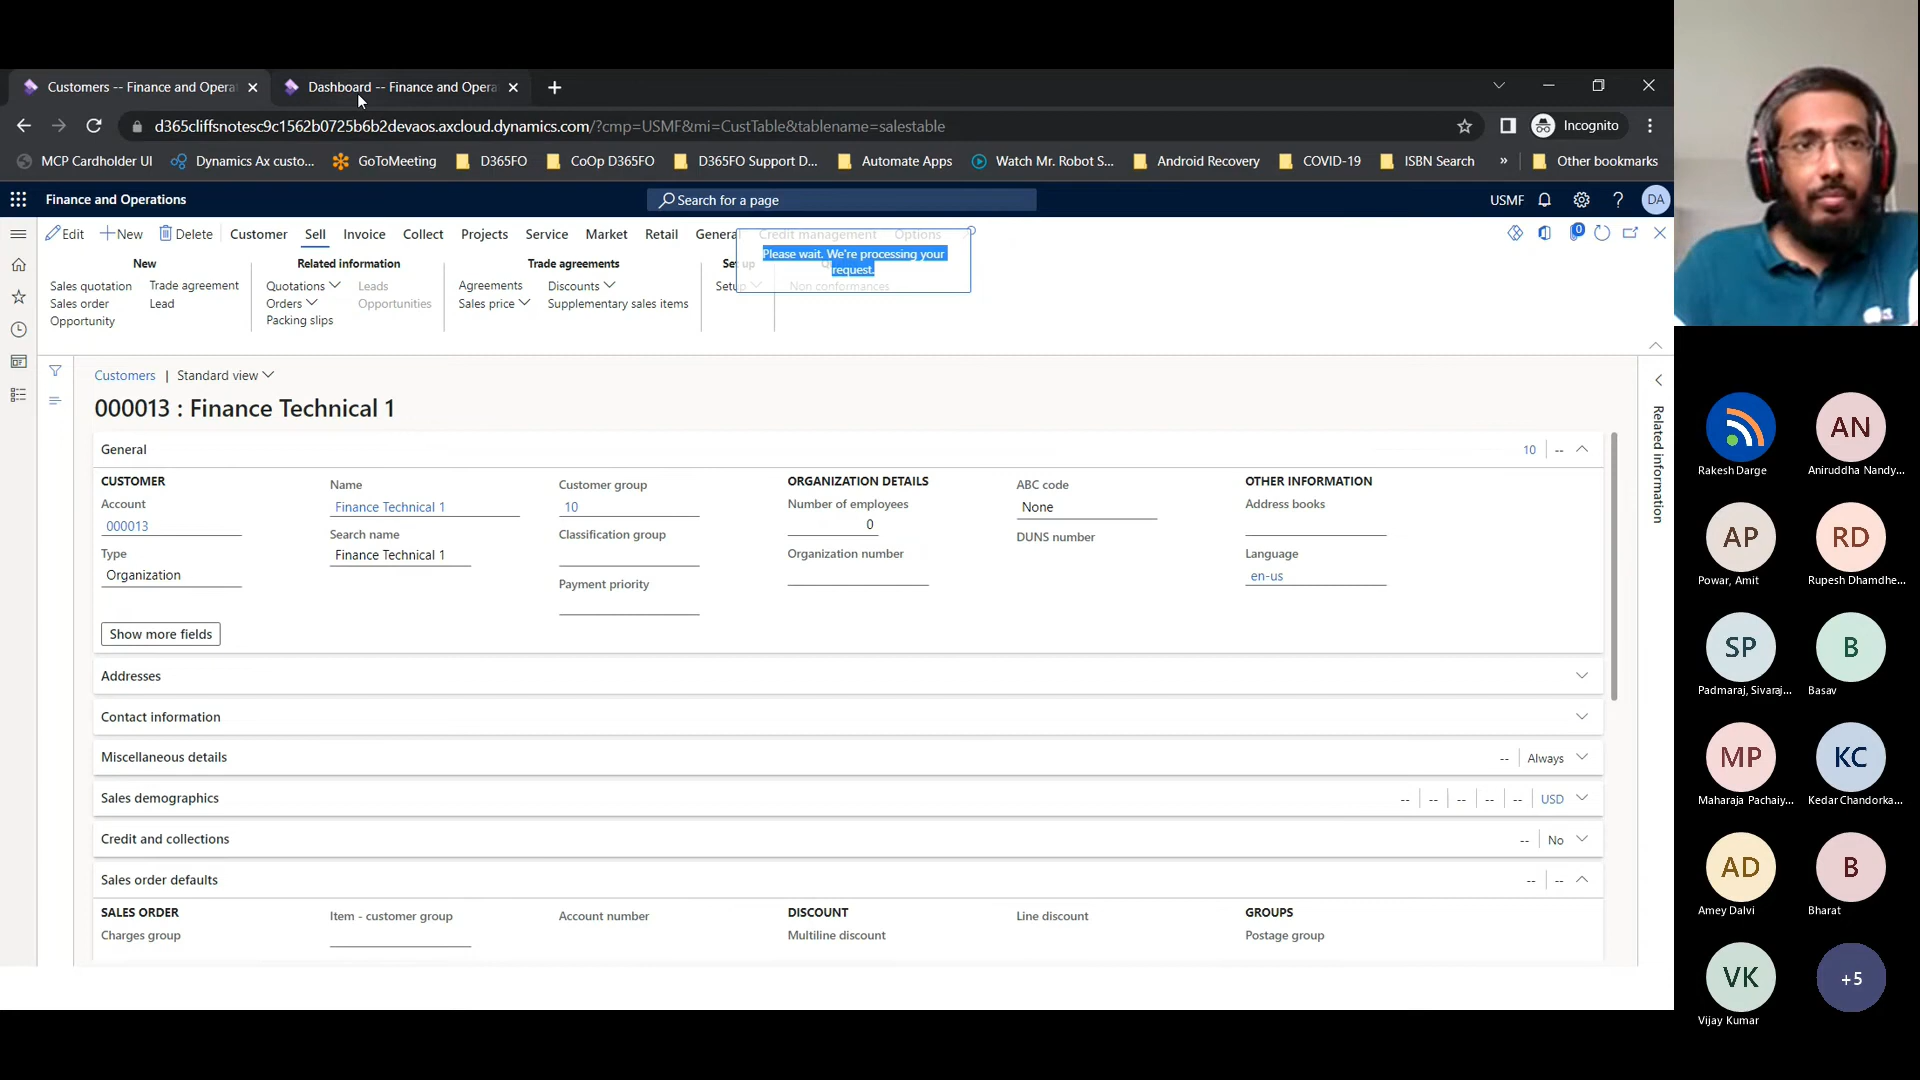 Customers -- Finance and Opera
Dashboard -- Finance and Opera
d365cliffsnotesc9c1562b0725b6b2devaos.axcloud.dynamics.com/?cmp=USMF&mi=CustTable&tablename=salestable
Incognito
MCP Cardholder UI
Dynamics Ax custo...
GoToMeeting
D365FO
CoOp D365FO
D365FO Support D...
Automate Apps
Watch Mr. Robot S...
Android Recovery
COVID-19
ISBN Search
»
Other bookmarks
Finance and Operations
Search for a page
USMF
?
DA
Edit
New
Delete
Customer
Sell
Invoice
Collect
Projects
Service
Market
Retail
Genera
Credit management
Options
0
Please wait. We're processing your
request.
New
Sales quotation
Sales order
Opportunity
Trade agreement
Lead
Related information
Quotations
Orders
Packing slips
Leads
Opportunities
Trade agreements
Agreements
Sales price
Discounts
Supplementary sales items
Set up
Setup
Non conformances
Customers | Standard view
000013 : Finance Technical 1
Related information
General
10 | --
CUSTOMER
Account
000013
Type
Organization
Name
Finance Technical 1
Search name
Finance Technical 1
Customer group
10
Classification group
Payment priority
ORGANIZATION DETAILS
Number of employees
0
Organization number
ABC code
None
DUNS number
OTHER INFORMATION
Address books
Language
en-us
Show more fields
Addresses
Contact information
Miscellaneous details
-- | Always
Sales demographics
-- | -- | -- | -- | -- | USD
Credit and collections
-- | No
Sales order defaults
-- | --
SALES ORDER
Charges group
Item - customer group
Account number
DISCOUNT
Multiline discount
Line discount
GROUPS
Postage group
Rakesh Darge
AN
Aniruddha Nandy...
AP
Powar, Amit
RD
Rupesh Dhamdhe...
SP
Padmaraj, Sivaraj...
B
Basav
MP
Maharaja Pachaiy...
KC
Kedar Chandorka...
AD
Amey Dalvi
B
Bharat
VK
Vijay Kumar
+5